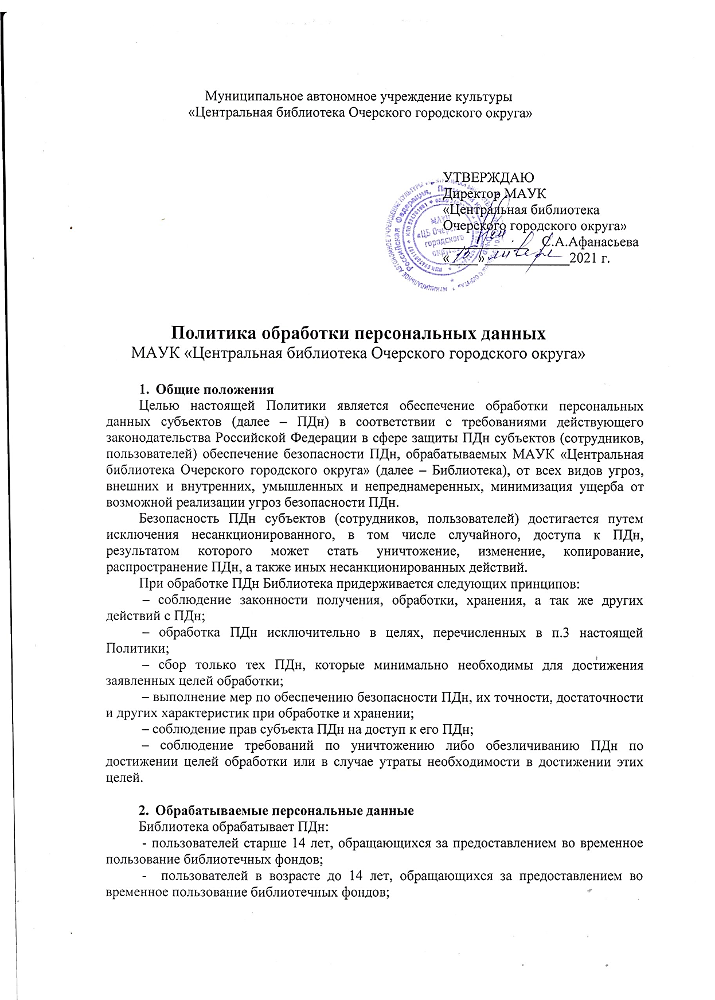 Муниципальное автономное учреждение культуры
«Центральная библиотека Очерского городского округа»
УТВЕРЖДАЮ
Директор МАУК
«Центральная библиотека
Очерского городского округа»
С.А.Афанасьева
«15» января 2021 г.
Российская Федерация,
МАУК
«ЦБ Очерского
городского
округа»
Политика обработки персональных данных
МАУК «Центральная библиотека Очерского городского округа»
1. Общие положения
Целью настоящей Политики является обеспечение обработки персональных
данных субъектов (далее – ПДн) в соответствии с требованиями действующего
законодательства Российской Федерации в сфере защиты ПДн субъектов (сотрудников,
пользователей) обеспечение безопасности ПДн, обрабатываемых МАУК «Центральная
библиотека Очерского городского округа» (далее – Библиотека), от всех видов угроз,
внешних и внутренних, умышленных и непреднамеренных, минимизация ущерба от
возможной реализации угроз безопасности ПДн.
Безопасность ПДн субъектов (сотрудников, пользователей) достигается путем
исключения несанкционированного, в том числе случайного, доступа к ПДн,
результатом которого может стать уничтожение, изменение, копирование,
распространение ПДн, а также иных несанкционированных действий.
При обработке ПДн Библиотека придерживается следующих принципов:
– соблюдение законности получения, обработки, хранения, а так же других
действий с ПДн;
– обработка ПДн исключительно в целях, перечисленных в п.3 настоящей
Политики;
– сбор только тех ПДн, которые минимально необходимы для достижения
заявленных целей обработки;
– выполнение мер по обеспечению безопасности ПДн, их точности, достаточности
и других характеристик при обработке и хранении;
– соблюдение прав субъекта ПДн на доступ к его ПДн;
– соблюдение требований по уничтожению либо обезличиванию ПДн по
достижении целей обработки или в случае утраты необходимости в достижении этих
целей.
2. Обрабатываемые персональные данные
Библиотека обрабатывает ПДн:
- пользователей старше 14 лет, обращающихся за предоставлением во временное
пользование библиотечных фондов;
- пользователей в возрасте до 14 лет, обращающихся за предоставлением во
временное пользование библиотечных фондов;